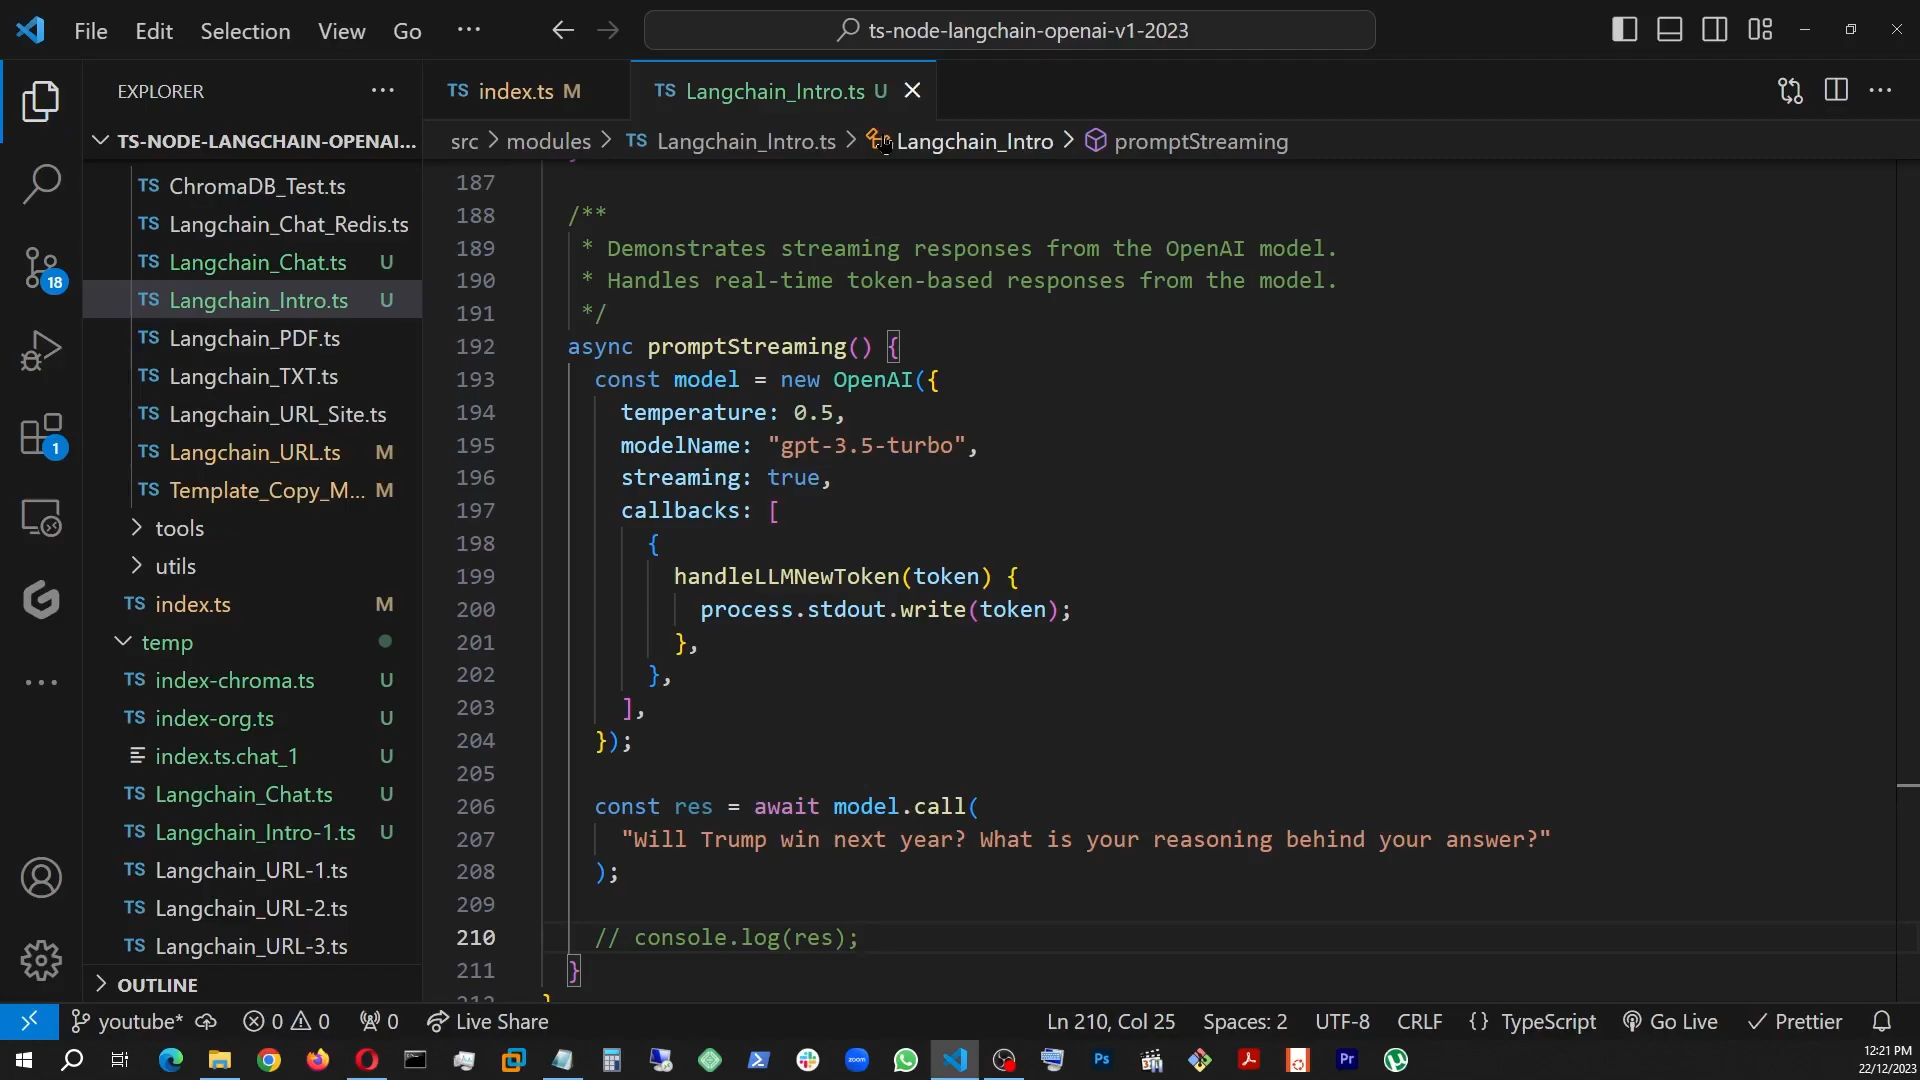 File Edit Selection View Go ts-node-langchain-openai-v1-2023
EXPLORER
TS index.ts M
TS Langchain_Intro.ts U
TS-NODE-LANGCHAIN-OPENAI...
src > modules > TS Langchain_Intro.ts > Langchain_Intro > promptStreaming
TS ChromaDB_Test.ts
TS Langchain_Chat_Redis.ts
TS Langchain_Chat.ts U
TS Langchain_Intro.ts U
TS Langchain_PDF.ts
TS Langchain_TXT.ts
TS Langchain_URL_Site.ts
TS Langchain_URL.ts M
TS Template_Copy_M... M
tools
utils
TS index.ts M
temp
TS index-chroma.ts U
TS index-org.ts U
index.ts.chat_1 U
TS Langchain_Chat.ts U
TS Langchain_Intro-1.ts U
TS Langchain_URL-1.ts
TS Langchain_URL-2.ts
TS Langchain_URL-3.ts
OUTLINE
18
1
187
188 /**
189 * Demonstrates streaming responses from the OpenAI model.
190 * Handles real-time token-based responses from the model.
191 */
192 async promptStreaming() {
193 const model = new OpenAI({
194 temperature: 0.5,
195 modelName: "gpt-3.5-turbo",
196 streaming: true,
197 callbacks: [
198 {
199 handleLLMNewToken(token) {
200 process.stdout.write(token);
201 },
202 },
203 ],
204 });
205
206 const res = await model.call(
207 "Will Trump win next year? What is your reasoning behind your answer?"
208 );
209
210 // console.log(res);
211 }
212 }
youtube* 0 0 0 Live Share Ln 210, Col 25 Spaces: 2 UTF-8 CRLF {} TypeScript Go Live Prettier
zoom Ps Pr
12:21 PM
22/12/2023